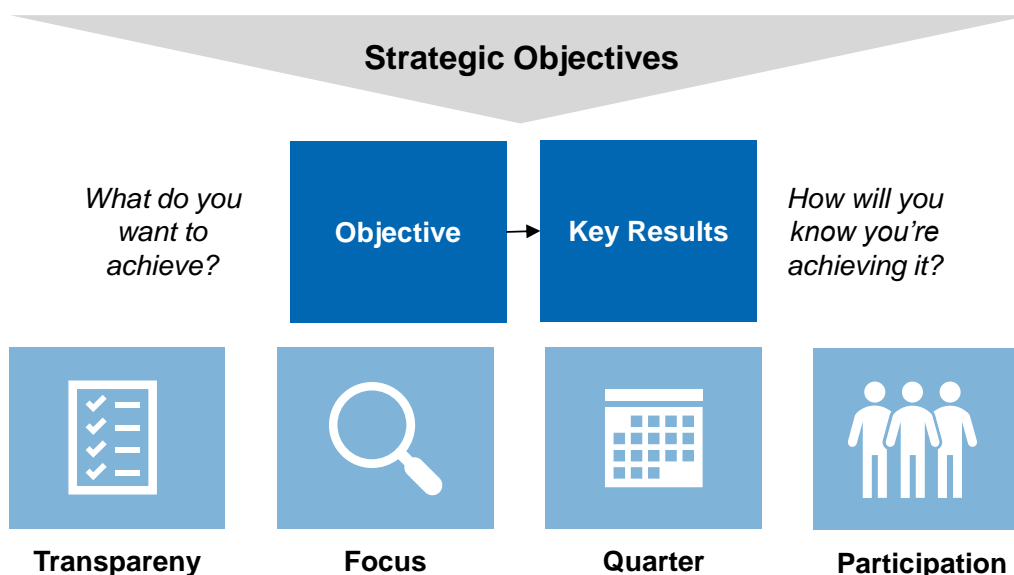 Strategic Objectives
What do you
want to
achieve?
Objective
Key Results
How will you
know you’re
achieving it?
Transpareny
Focus
Quarter
Participation